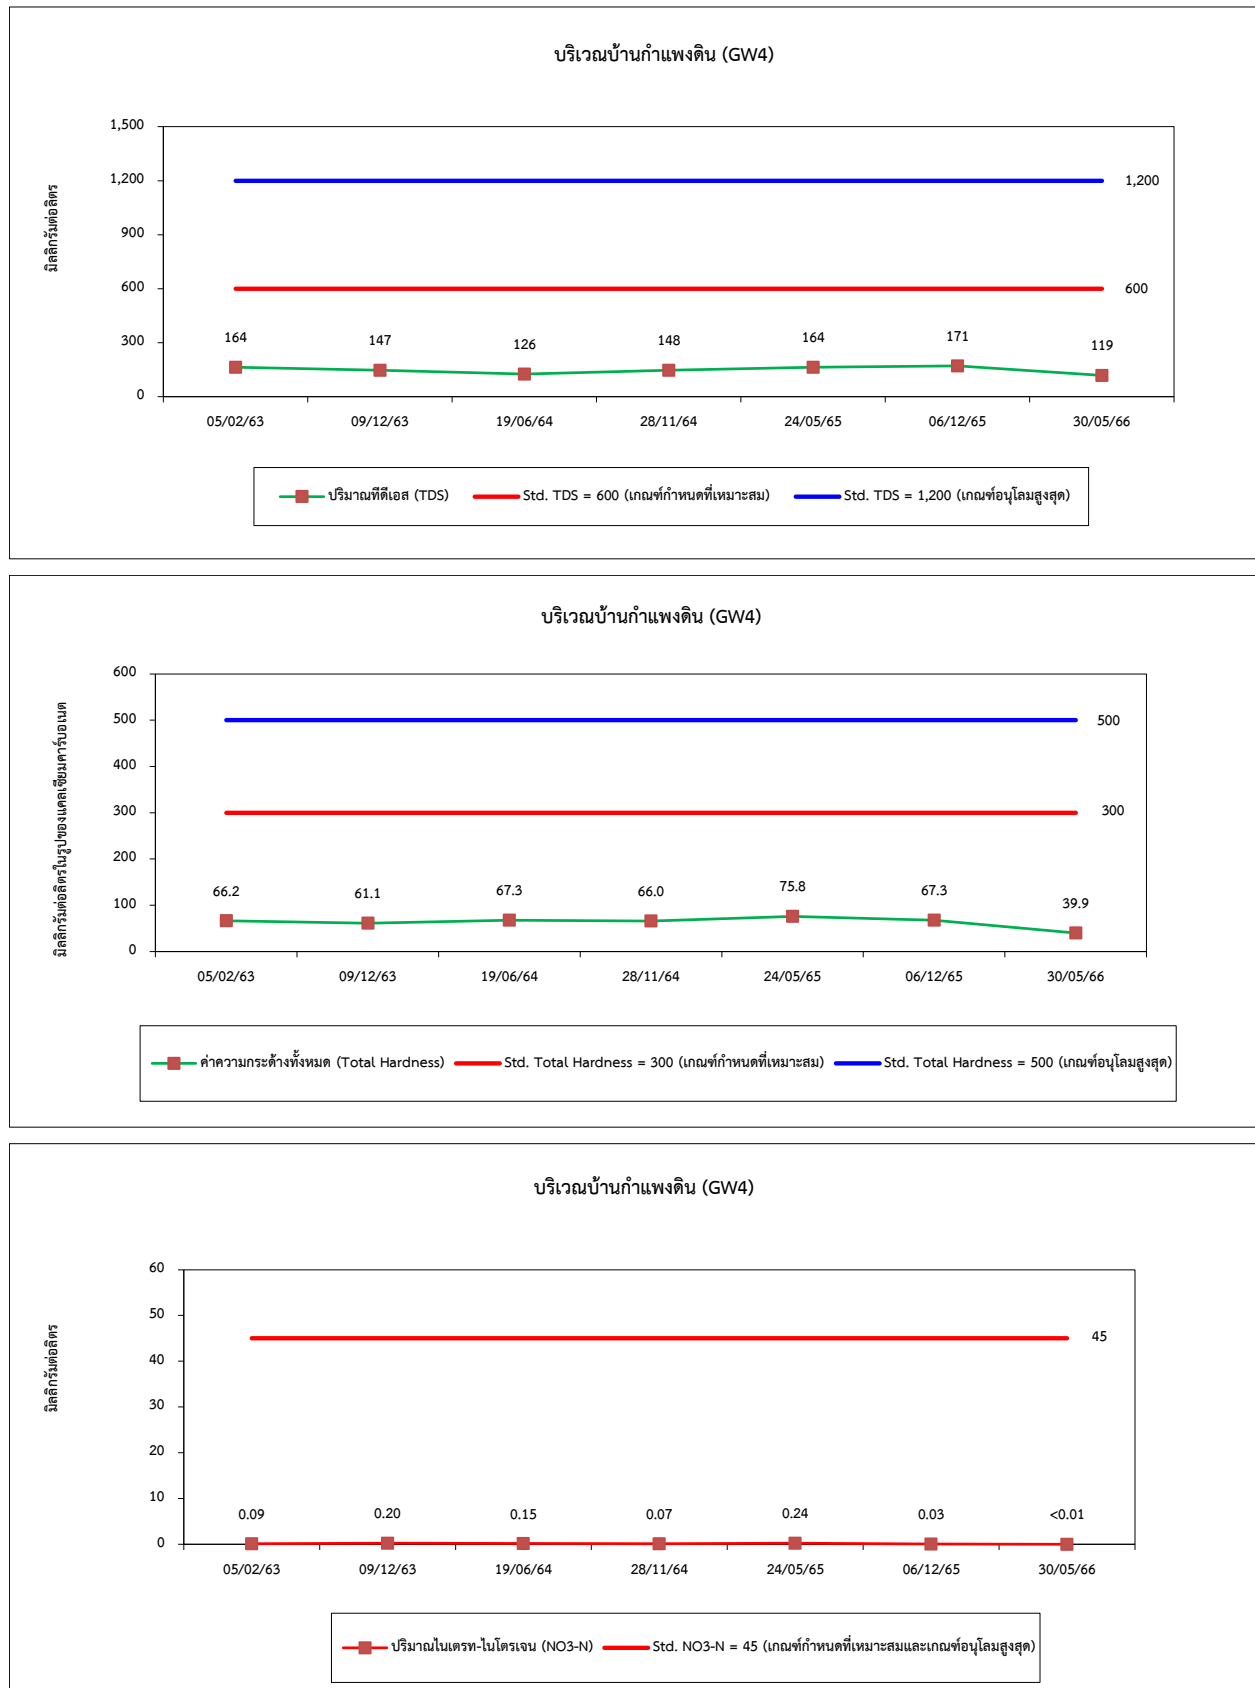 บริเวณบ้านกำแพงดิน (GW4)
มิลลิกรัมต่อลิตร
1,500
1,200
900
600
300
0
1,200
600
164 147 126 148 164 171 119
05/02/63 09/12/63 19/06/64 28/11/64 24/05/65 06/12/65 30/05/66
ปริมาณทีดีเอส (TDS) Std. TDS = 600 (เกณฑ์กำหนดที่เหมาะสม) Std. TDS = 1,200 (เกณฑ์อนุโลมสูงสุด)
บริเวณบ้านกำแพงดิน (GW4)
มิลลิกรัมต่อลิตรในรูปของแคลเซียมคาร์บอเนต
600
500
400
300
200
100
0
500
300
66.2 61.1 67.3 66.0 75.8 67.3 39.9
05/02/63 09/12/63 19/06/64 28/11/64 24/05/65 06/12/65 30/05/66
ค่าความกระด้างทั้งหมด (Total Hardness) Std. Total Hardness = 300 (เกณฑ์กำหนดที่เหมาะสม) Std. Total Hardness = 500 (เกณฑ์อนุโลมสูงสุด)
บริเวณบ้านกำแพงดิน (GW4)
มิลลิกรัมต่อลิตร
60
50
40
30
20
10
0
45
0.09 0.20 0.15 0.07 0.24 0.03 <0.01
05/02/63 09/12/63 19/06/64 28/11/64 24/05/65 06/12/65 30/05/66
ปริมาณไนเตรท-ไนโตรเจน (NO3-N) Std. NO3-N = 45 (เกณฑ์กำหนดที่เหมาะสมและเกณฑ์อนุโลมสูงสุด)